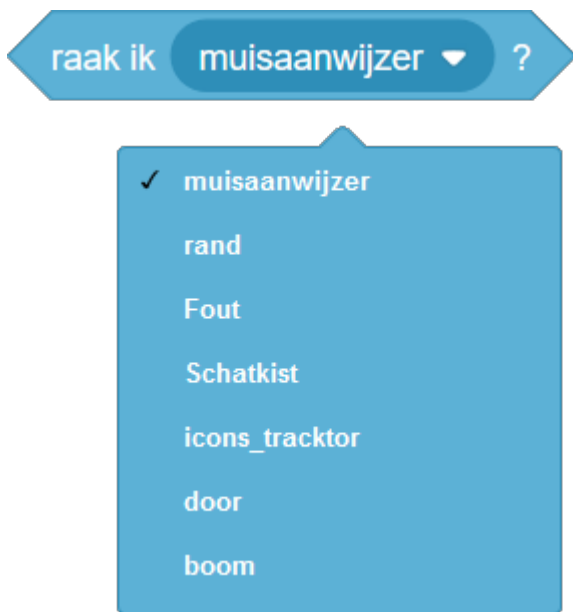 raak ik muisaanwijzer ?
muisaanwijzer
rand
Fout
Schatkist
icons_tracktor
door
boom